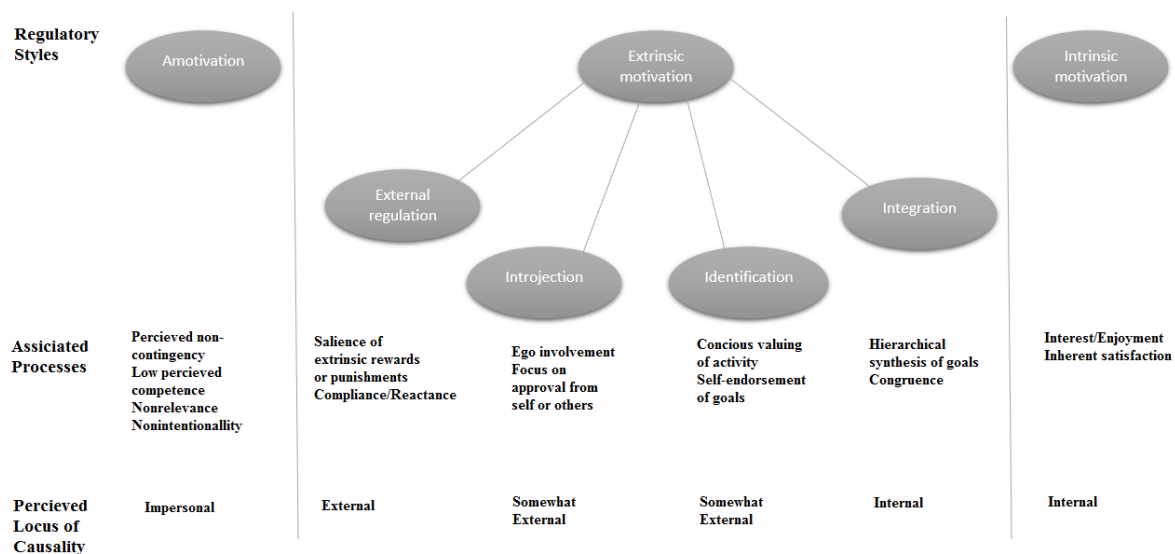 Regulatory
Styles
Amotivation
Extrinsic
motivation
Intrinsic
motivation
External
regulation
Integration
Introjection
Identification
Assiciated
Processes
Percieved non-
contingency
Low percieved
competence
Nonrelevance
Nonintentionallity
Salience of
extrinsic rewards
or punishments
Compliance/Reactance
Ego involvement
Focus on
approval from
self or others
Concious valuing
of activity
Self-endorsement
of goals
Hierarchical
synthesis of goals
Congruence
Interest/Enjoyment
Inherent satisfaction
Percieved
Locus of
Causality
Impersonal
External
Somewhat
External
Somewhat
External
Internal
Internal